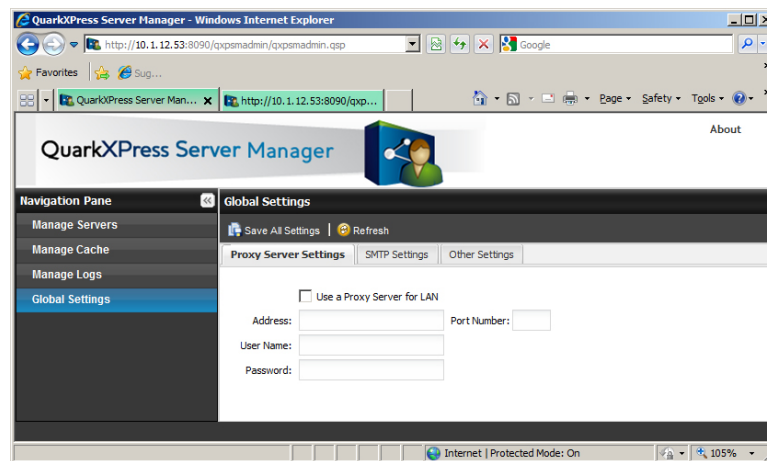 QuarkXPress Server Manager - Windows Internet Explorer
http://10.1.12.53:8090/qxpsmadmin/qxpsmadmin.qsp
Google
Favorites
Sug...
QuarkXPress Server Man...
http://10.1.12.53:8090/qxp...
Page
Safety
Tools
About
QuarkXPress Server Manager
Navigation Pane
Global Settings
Manage Servers
Save All Settings
Refresh
Manage Cache
Proxy Server Settings
SMTP Settings
Other Settings
Manage Logs
Global Settings
Use a Proxy Server for LAN
Address:
Port Number:
User Name:
Password:
Internet | Protected Mode: On
105%